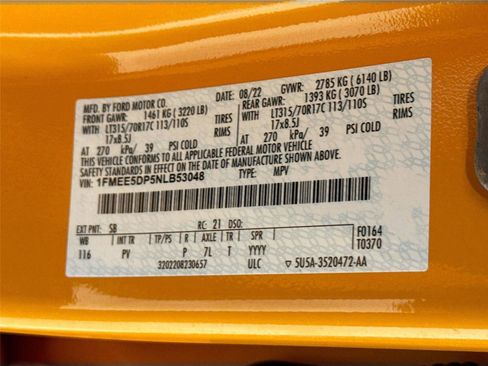 MFD. BY FORD MOTOR CO.
08/22 GVWR: 2785 KG ( 6140 LB)
FRONT GAWR: 1461 KG ( 3220 LB) REAR GAWR: 1393 KG ( 3070 LB)
WITH LT315/70R17C 113/110S TIRES WITH LT315/70R17C 113/110S TIRES
17x8.5J RIMS 17x8.5J RIMS
AT 270 kPa/ 39 PSI COLD AT 270 kPa/ 39 PSI COLD
THIS VEHICLE CONFORMS TO ALL APPLICABLE FEDERAL MOTOR VEHICLE
SAFETY STANDARDS IN EFFECT ON THE DATE OF MANUFACTURE SHOWN ABOVE.
VIN: 1FMEE5DP5NLB53048 TYPE: MPV
EXT PNT: SB RC: 21 DSO: F0164
WB INT TR TP/PS R AXLE TR SPR T0370
116 PV P 7L T YYYY
3202208230657 ULC ▽ 5U5A-3520472-AA